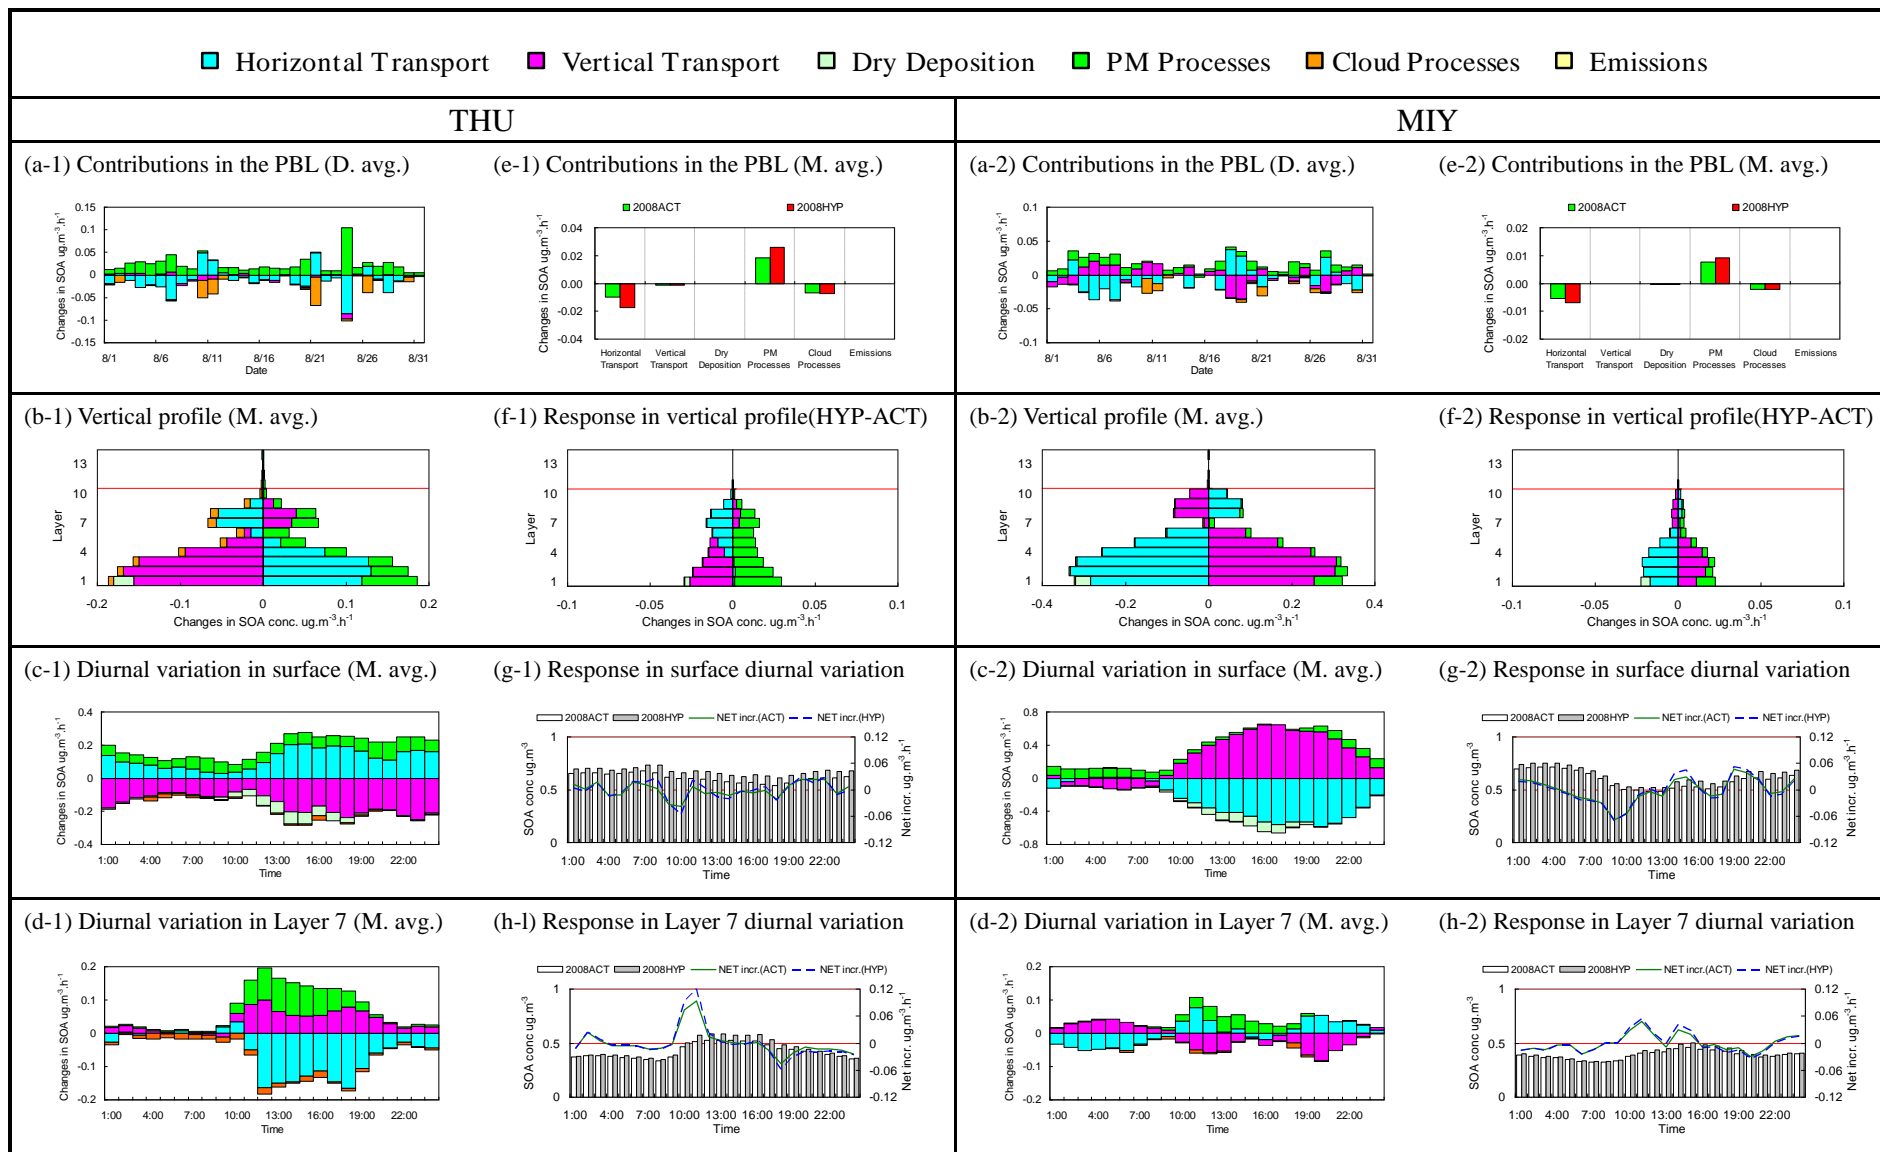 Horizontal Transport Vertical Transport Dry Deposition PM Processes Cloud Processes Emissions
THU MIY
(a-1) Contributions in the PBL (D. avg.)
Changes in SOA ug.m-3.h-1
0.15
0.1
0.05
0
-0.05
-0.1
-0.15
8/1 8/6 8/11 8/16 8/21 8/26 8/31
Date
(e-1) Contributions in the PBL (M. avg.)
2008ACT 2008HYP
Changes in SOA ug.m-3.h-1
0.04
0.02
0.00
-0.02
-0.04
Horizontal Vertical Dry PM Cloud Emissions
Transport Transport Deposition Processes Processes
(a-2) Contributions in the PBL (D. avg.)
Changes in SOA ug.m-3.h-1
0.1
0.05
0
-0.05
-0.1
8/1 8/6 8/11 8/16 8/21 8/26 8/31
Date
(e-2) Contributions in the PBL (M. avg.)
2008ACT 2008HYP
Changes in SOA ug.m-3.h-1
0.02
0.01
0.00
-0.01
-0.02
Horizontal Vertical Dry PM Cloud Emissions
Transport Transport Deposition Processes Processes
(b-1) Vertical profile (M. avg.)
Layer
13
10
7
4
1
-0.2 -0.1 0 0.1 0.2
Changes in SOA conc. ug.m-3.h-1
(f-1) Response in vertical profile(HYP-ACT)
Layer
13
10
7
4
1
-0.1 -0.05 0 0.05 0.1
Changes in SOA conc. ug.m-3.h-1
(b-2) Vertical profile (M. avg.)
Layer
13
10
7
4
1
-0.4 -0.2 0 0.2 0.4
Changes in SOA conc. ug.m-3.h-1
(f-2) Response in vertical profile(HYP-ACT)
Layer
13
10
7
4
1
-0.1 -0.05 0 0.05 0.1
Changes in SOA conc. ug.m-3.h-1
(c-1) Diurnal variation in surface (M. avg.)
Changes in SOA ug.m-3.h-1
0.4
0.2
0
-0.2
-0.4
1:00 4:00 7:00 10:00 13:00 16:00 19:00 22:00
Time
(g-1) Response in surface diurnal variation
2008ACT 2008HYP NET incr.(ACT) NET incr.(HYP)
SOA conc ug.m-3
1
0.5
0
0.12
0.06
0
-0.06
-0.12
Net incr. ug.m-3.h-1
1:00 4:00 7:00 10:00 13:00 16:00 19:00 22:00
Time
(c-2) Diurnal variation in surface (M. avg.)
Changes in SOA ug.m-3.h-1
0.8
0.4
0
-0.4
-0.8
1:00 4:00 7:00 10:00 13:00 16:00 19:00 22:00
Time
(g-2) Response in surface diurnal variation
2008ACT 2008HYP NET incr.(ACT) NET incr.(HYP)
SOA conc ug.m-3
1
0.5
0
0.12
0.06
0
-0.06
-0.12
Net incr. ug.m-3.h-1
1:00 4:00 7:00 10:00 13:00 16:00 19:00 22:00
Time
(d-1) Diurnal variation in Layer 7 (M. avg.)
Changes in SOA ug.m-3.h-1
0.2
0.1
0
-0.1
-0.2
1:00 4:00 7:00 10:00 13:00 16:00 19:00 22:00
Time
(h-l) Response in Layer 7 diurnal variation
2008ACT 2008HYP NET incr.(ACT) NET incr.(HYP)
SOA conc ug.m-3
1
0.5
0
0.12
0.06
0
-0.06
-0.12
Net incr. ug.m-3.h-1
1:00 4:00 7:00 10:00 13:00 16:00 19:00 22:00
Time
(d-2) Diurnal variation in Layer 7 (M. avg.)
Changes in SOA ug.m-3.h-1
0.2
0.1
0
-0.1
-0.2
1:00 4:00 7:00 10:00 13:00 16:00 19:00 22:00
Time
(h-2) Response in Layer 7 diurnal variation
2008ACT 2008HYP NET incr.(ACT) NET incr.(HYP)
SOA conc ug.m-3
1
0.5
0
0.12
0.06
0
-0.06
-0.12
Net incr. ug.m-3.h-1
1:00 4:00 7:00 10:00 13:00 16:00 19:00 22:00
Time